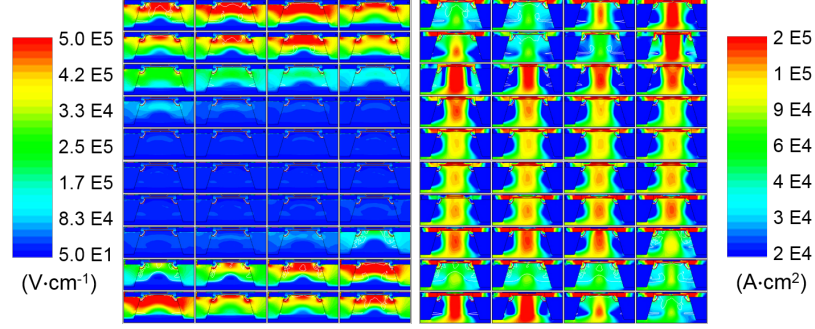 5.0 E5
4.2 E5
3.3 E4
2.5 E5
1.7 E5
8.3 E4
5.0 E1
(V·cm⁻¹)
2 E5
1 E5
9 E4
6 E4
4 E4
3 E4
2 E4
(A·cm²)